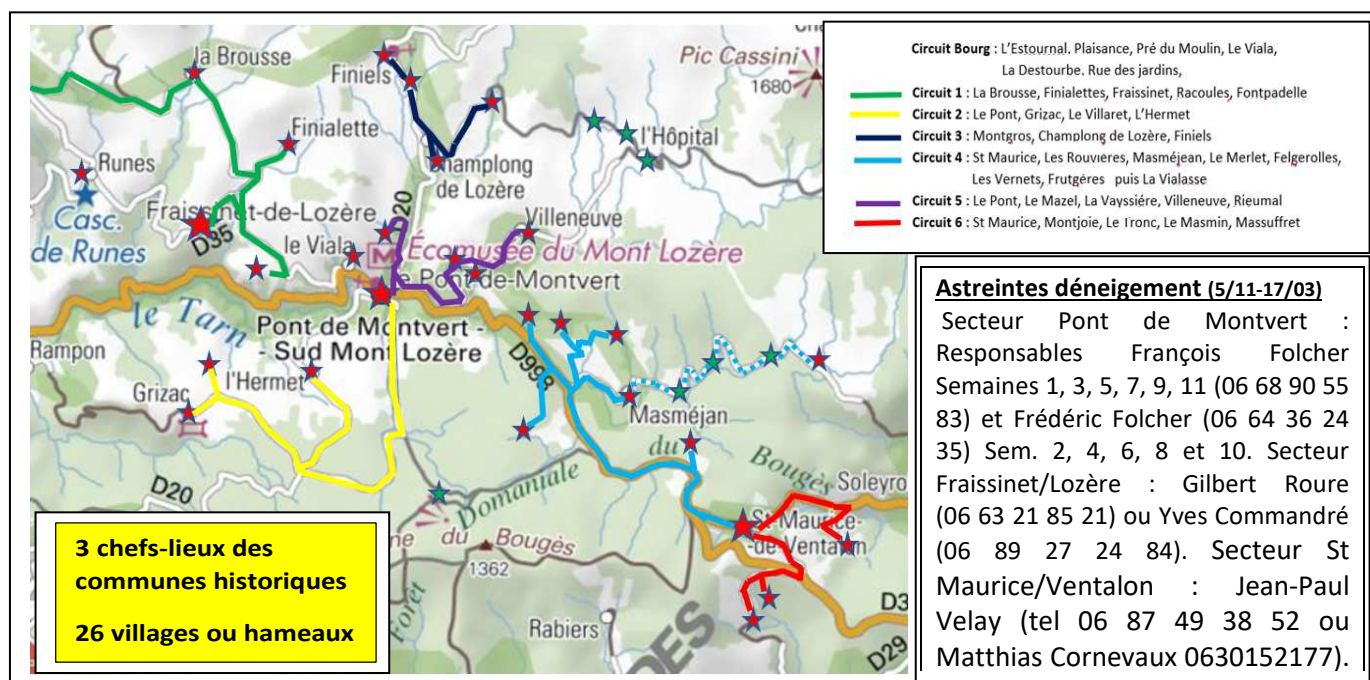 la Brousse
Finiels
Pic Cassini
1680
l'Hôpital
Finialette
Runes
Casc.
de Runes
Champlong
de Lozère
Fraissinet-de-Lozère
D35
20
Villeneuve
le Viala
M
Écomusée du Mont Lozère
Pont-de-Montvert
le Tarn
Pont de Montvert -
- Sud Mont Lozère
D998
Rampon
l'Hermet
Grizac
Masméjan
D20
Domaniale du Bougès
Soleyro
St-Maurice-
-de-Ventalon
du Bougès
1362
Forêt
Rabiers
DES
D3
D29
3 chefs-lieux des
communes historiques
26 villages ou hameaux
Circuit Bourg : L'Estournal. Plaisance, Pré du Moulin, Le Viala,
La Destourbe. Rue des jardins,
Circuit 1 : La Brousse, Finialettes, Fraissinet, Racoules, Fontpadelle
Circuit 2 : Le Pont, Grizac, Le Villaret, L'Hermet
Circuit 3 : Montgros, Champlong de Lozère, Finiels
Circuit 4 : St Maurice, Les Rouvieres, Masméjean, Le Merlet, Felgerolles,
Les Vernets, Frutgéres puis La Vialasse
Circuit 5 : Le Pont, Le Mazel, La Vayssiére, Villeneuve, Rieumal
Circuit 6 : St Maurice, Montjoie, Le Tronc, Le Masmin, Massuffret
Astreintes déneigement (5/11-17/03)
Secteur Pont de Montvert :
Responsables François Folcher
Semaines 1, 3, 5, 7, 9, 11 (06 68 90 55
83) et Frédéric Folcher (06 64 36 24
35) Sem. 2, 4, 6, 8 et 10. Secteur
Fraissinet/Lozère : Gilbert Roure
(06 63 21 85 21) ou Yves Commandré
(06 89 27 24 84). Secteur St
Maurice/Ventalon : Jean-Paul
Velay (tel 06 87 49 38 52 ou
Matthias Cornevaux 0630152177).